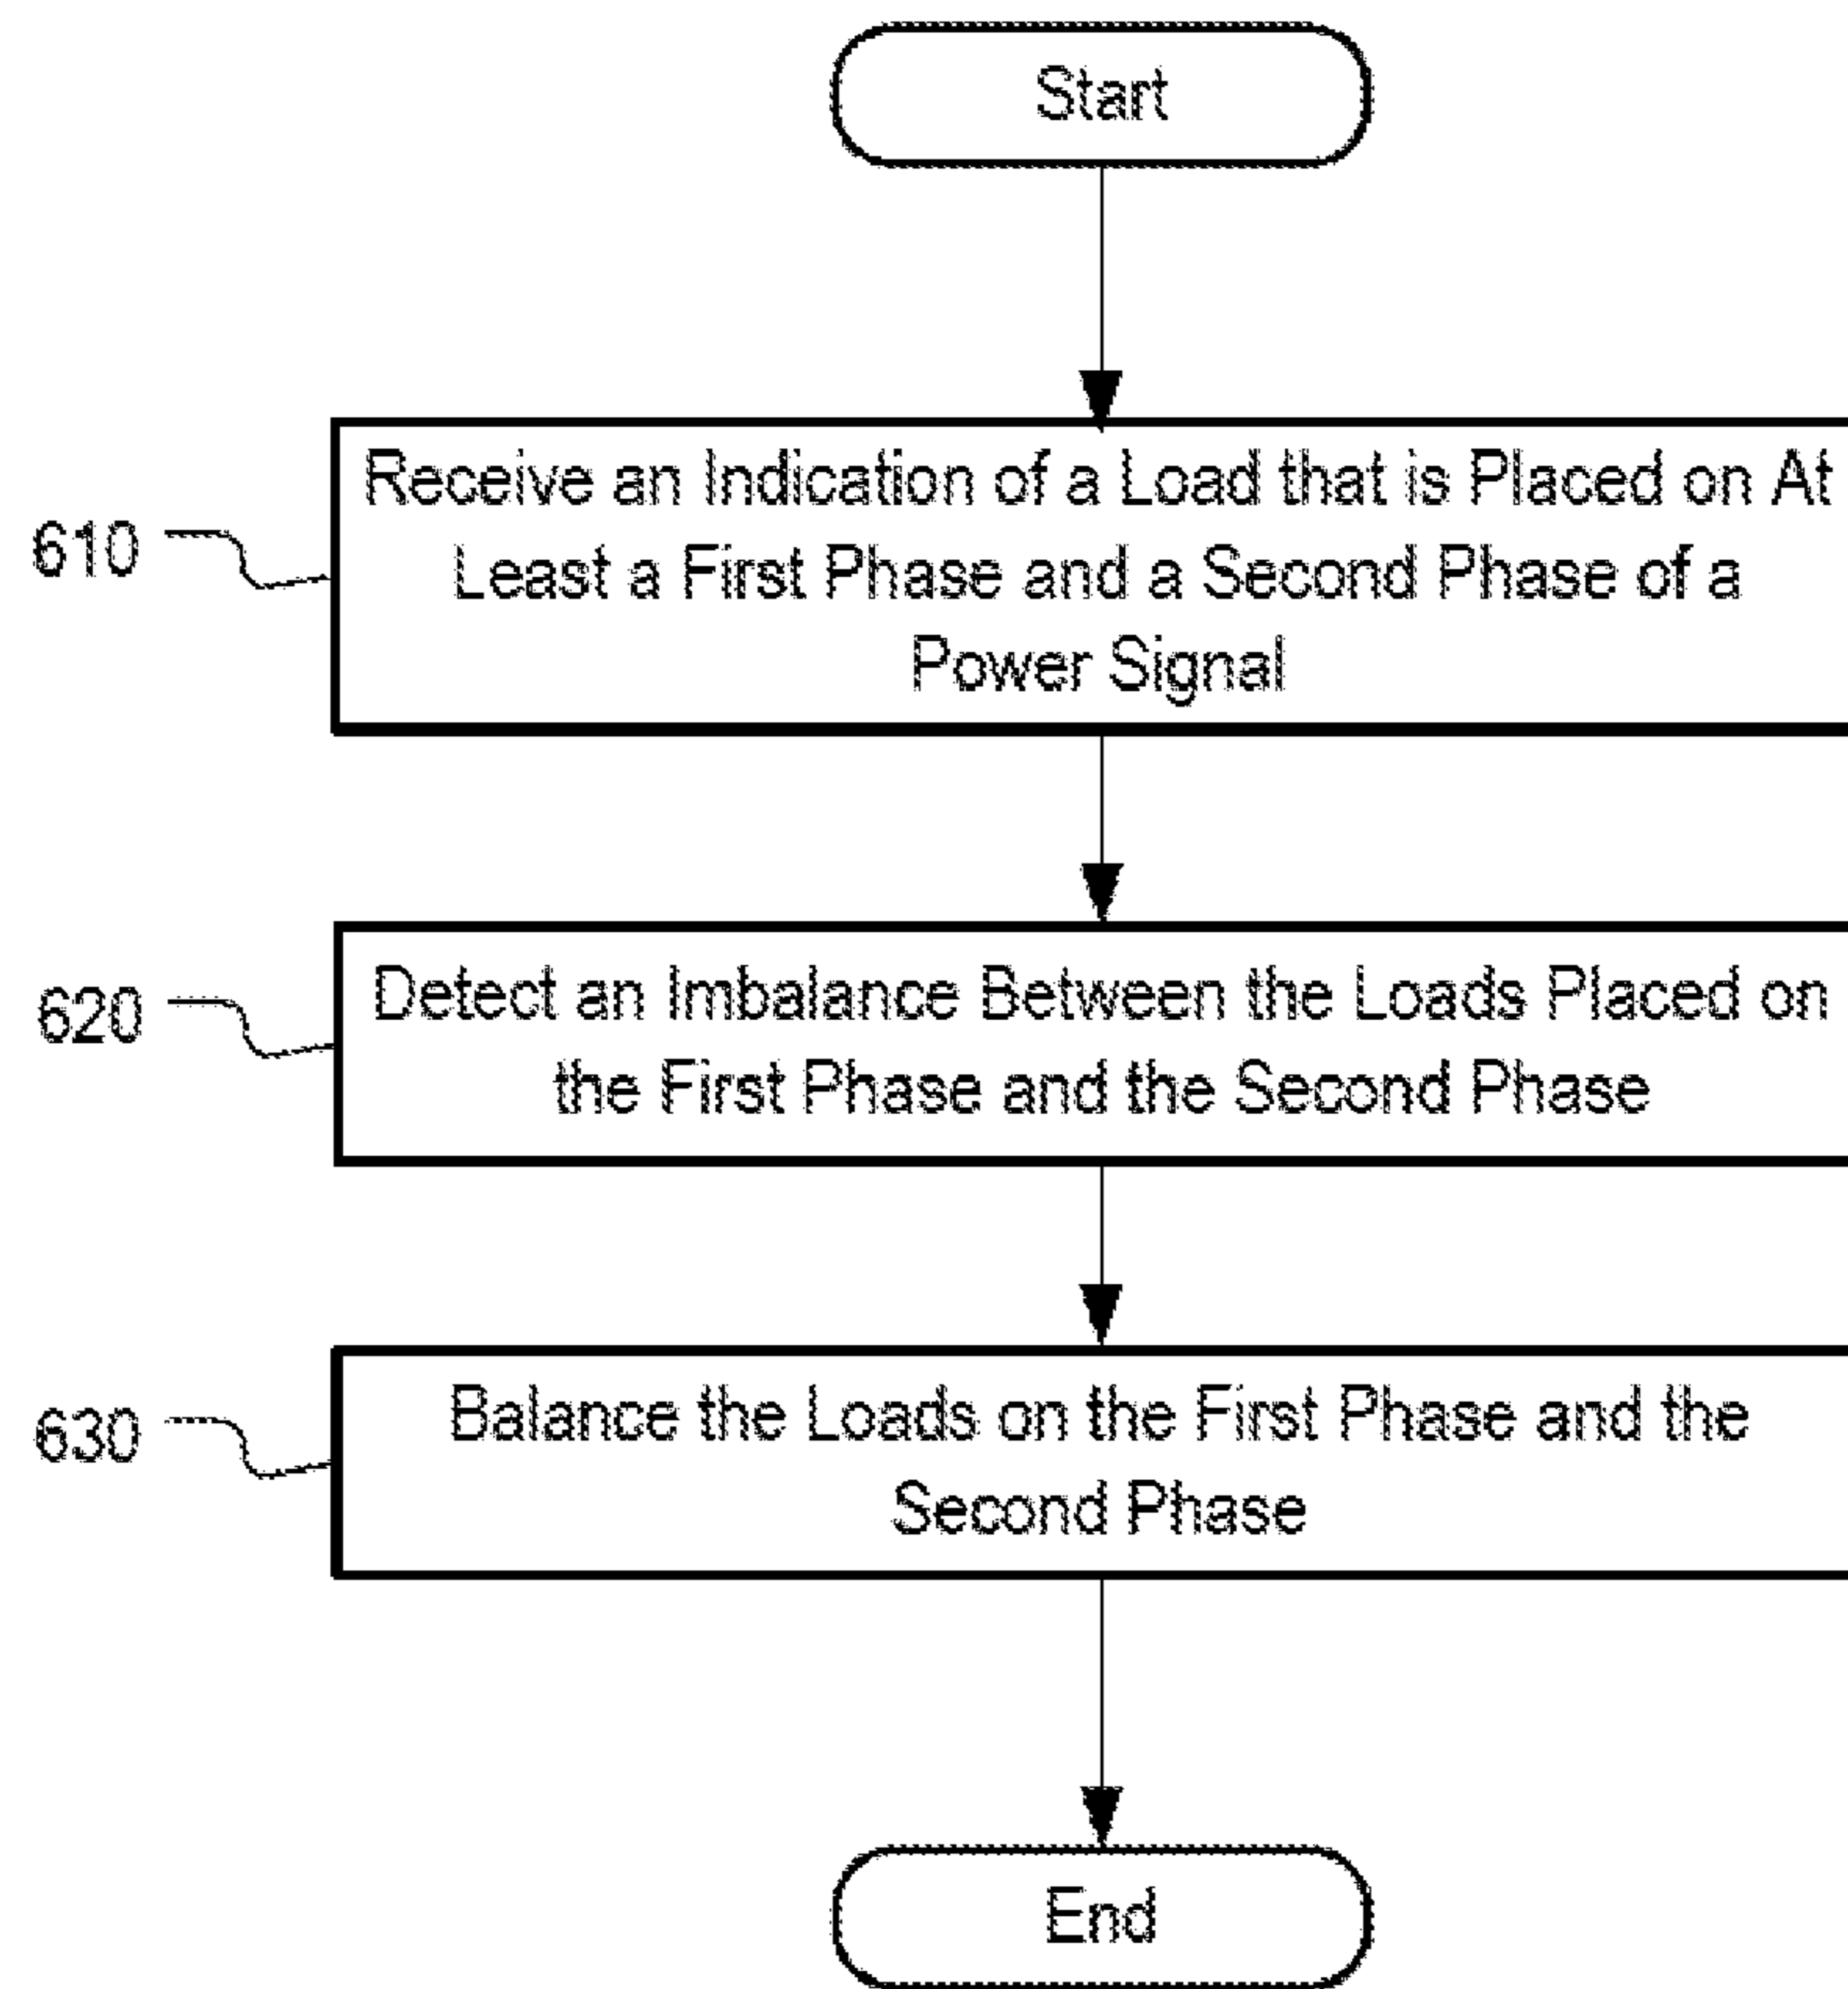 Start
610
Receive an Indication of a Load that is Placed on At
Least a First Phase and a Second Phase of a
Power Signal
620
Detect an Imbalance Between the Loads Placed on
the First Phase and the Second Phase
630
Balance the Loads on the First Phase and the
Second Phase
End